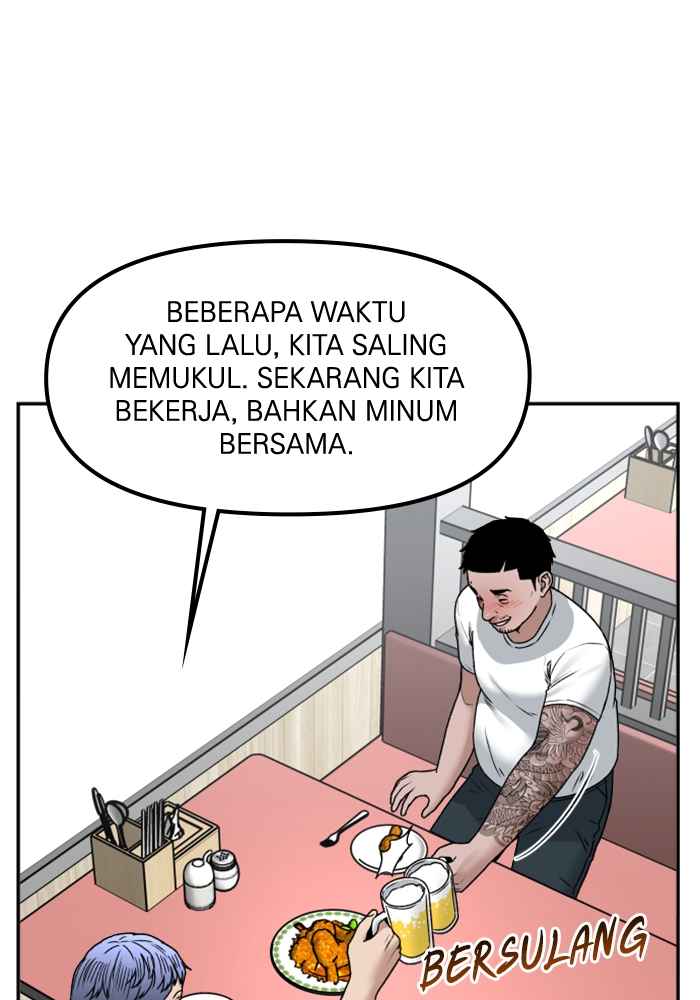 BEBERAPA WAKTU
YANG LALU, KITA SALING
MEMUKUL. SEKARANG KITA
BEKERJA, BAHKAN MINUM
BERSAMA.
BERSULANG